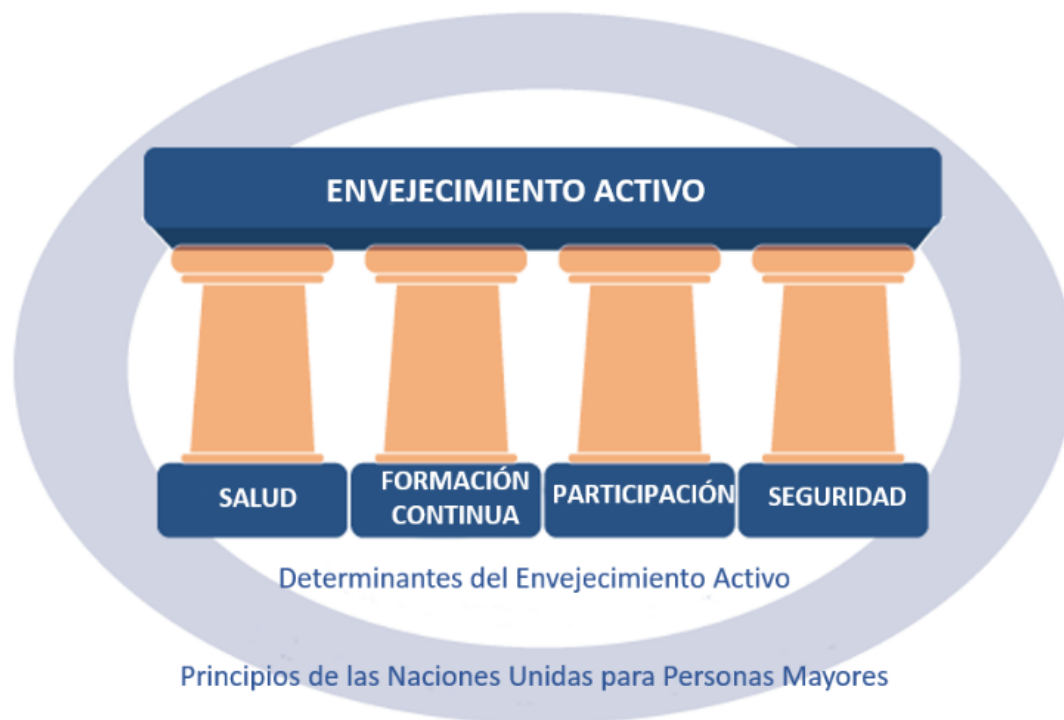 ENVEJECIMIENTO ACTIVO
SALUD
FORMACIÓN
CONTINUA
PARTICIPACIÓN
SEGURIDAD
Determinantes del Envejecimiento Activo
Principios de las Naciones Unidas para Personas Mayores